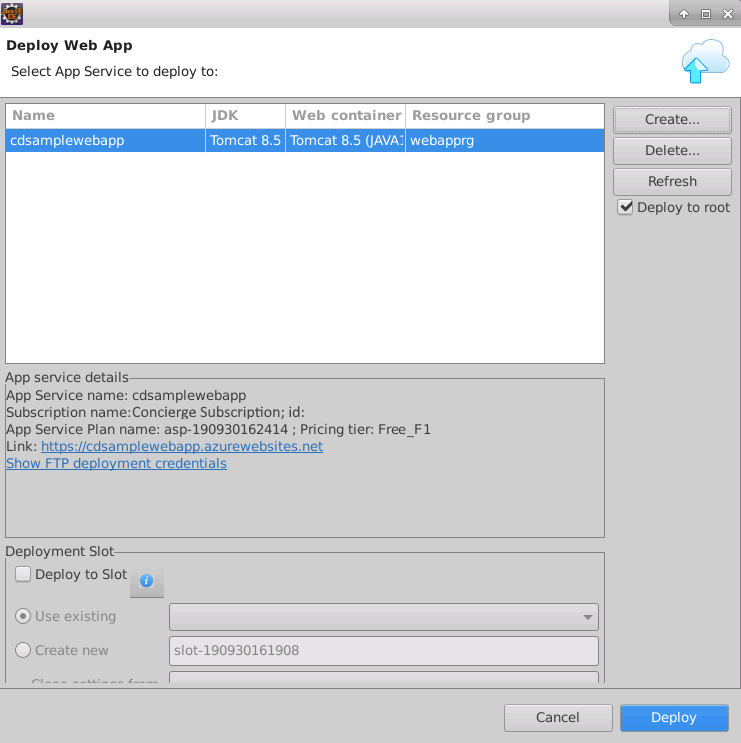 Deploy Web App
Select App Service to deploy to:
Name JDK Web container Resource group
cdsamplewebapp Tomcat 8.5 Tomcat 8.5 (JAVA webapprg
Create...
Delete...
Refresh
Deploy to root
App service details
App Service name: cdsamplewebapp
Subscription name:Concierge Subscription; id:
App Service Plan name: asp-190930162414 ; Pricing tier: Free_F1
Link: https://cdsamplewebapp.azurewebsites.net
Show FTP deployment credentials
Deployment Slot
Deploy to Slot
Use existing
Create new slot-190930161908
Clone settings from
Cancel Deploy